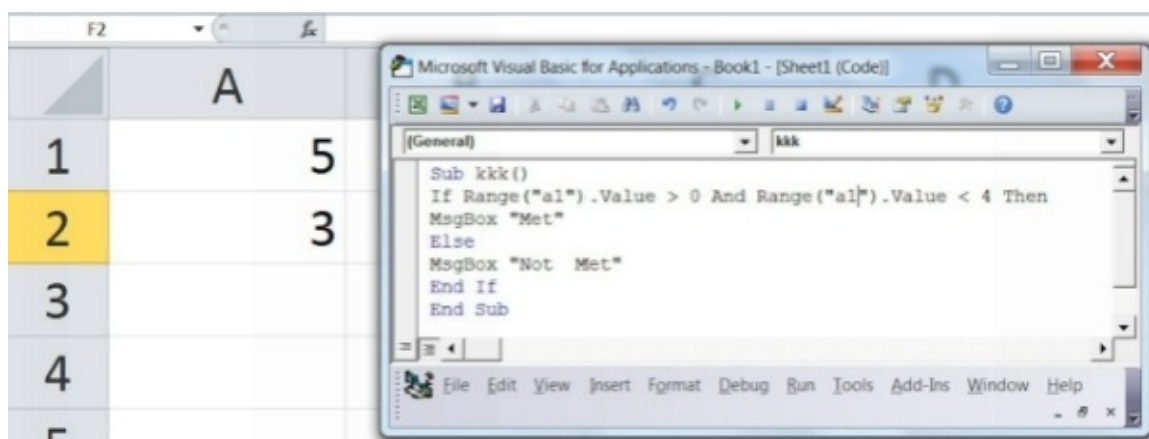 F2 fx
Microsoft Visual Basic for Applications - Book1 - [Sheet1 (Code)]
A
(General) kkk
1 5
2 3
3
4
Sub kkk()
If Range("a1").Value > 0 And Range("a1").Value < 4 Then
MsgBox "Met"
Else
MsgBox "Not  Met"
End If
End Sub
File Edit View Insert Format Debug Run Tools Add-Ins Window Help